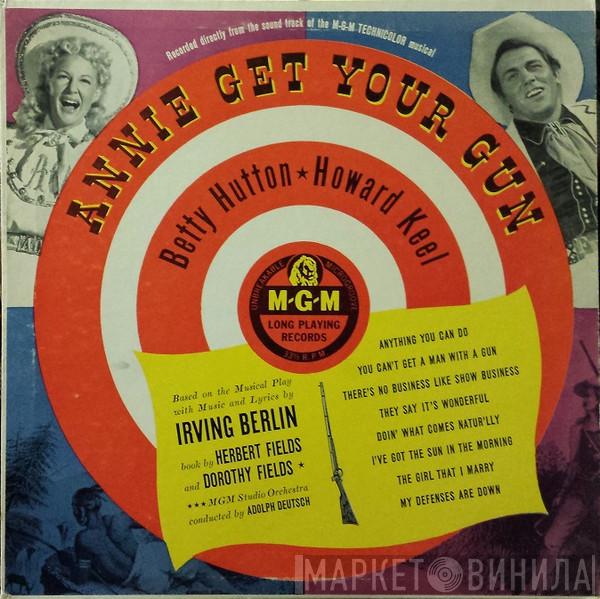 Recorded directly from the sound track of the M-G-M TECHNICOLOR musical
ANNIE GET YOUR GUN
Betty Hutton ★ Howard Keel
UNBREAKABLE MICROGROOVE
M-G-M
LONG PLAYING
RECORDS
33⅓ R.P.M
Based on the Musical Play
with Music and Lyrics by
IRVING BERLIN
book by HERBERT FIELDS
and DOROTHY FIELDS ★
★★★ MGM Studio Orchestra
conducted by ADOLPH DEUTSCH
ANYTHING YOU CAN DO
YOU CAN'T GET A MAN WITH A GUN
THERE'S NO BUSINESS LIKE SHOW BUSINESS
THEY SAY IT'S WONDERFUL
DOIN' WHAT COMES NATUR'LLY
I'VE GOT THE SUN IN THE MORNING
THE GIRL THAT I MARRY
MY DEFENSES ARE DOWN
МАРКЕТ ВИНИЛА